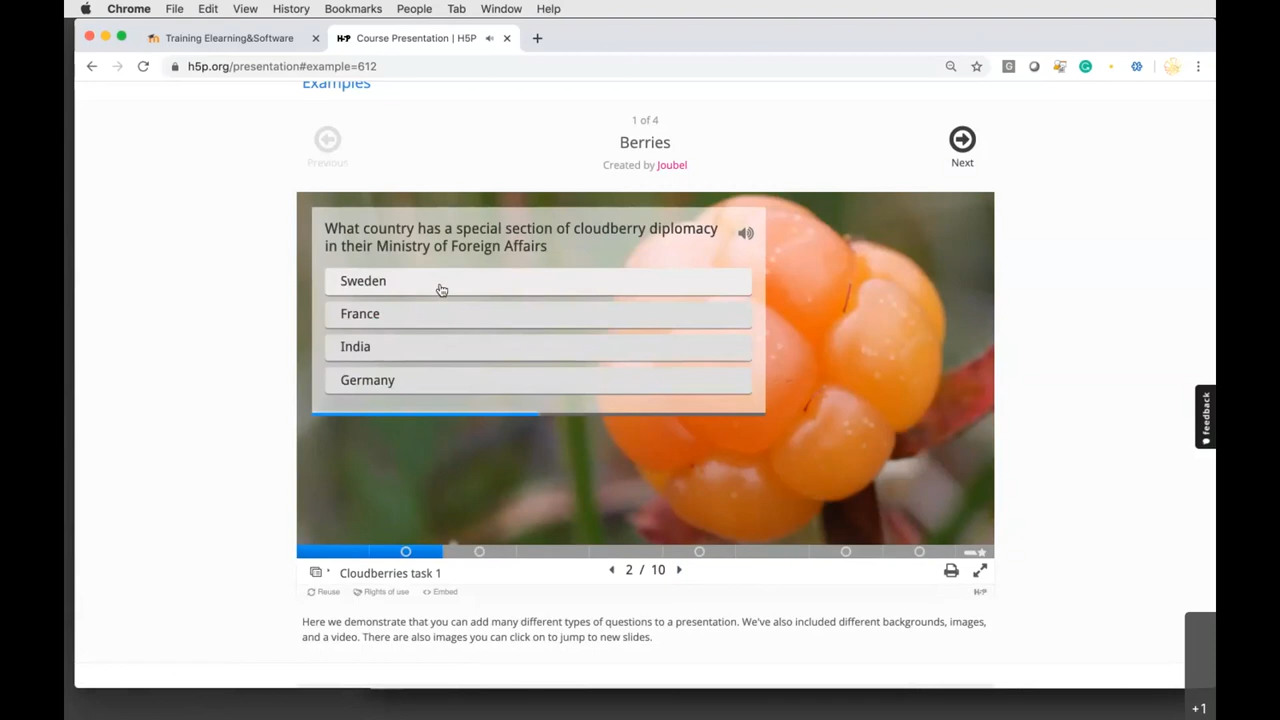 Chrome File Edit View History Bookmarks People Tab Window Help
Training Elearning&Software
H5P Course Presentation | H5P
h5p.org/presentation#example=612
Examples
1 of 4
Previous
Berries
Next
Created by Joubel
What country has a special section of cloudberry diplomacy
in their Ministry of Foreign Affairs
Sweden
France
India
Germany
feedback
Cloudberries task 1
2 / 10
Reuse Rights of use Embed
H5P
Here we demonstrate that you can add many different types of questions to a presentation. We've also included different backgrounds, images,
and a video. There are also images you can click on to jump to new slides.
+1